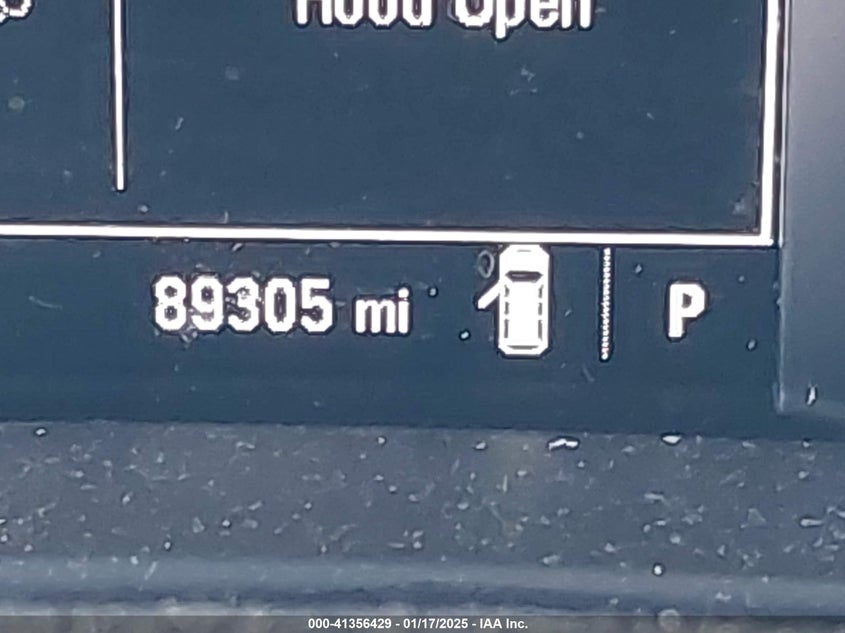 Hood Open
89305 mi P
000-41356429 - 01/17/2025 - IAA Inc.